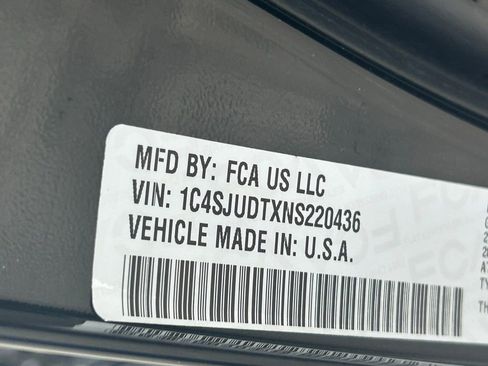 MFD BY: FCA US LLC
VIN: 1C4SJUDTXNS220436
VEHICLE MADE IN: U.S.A.